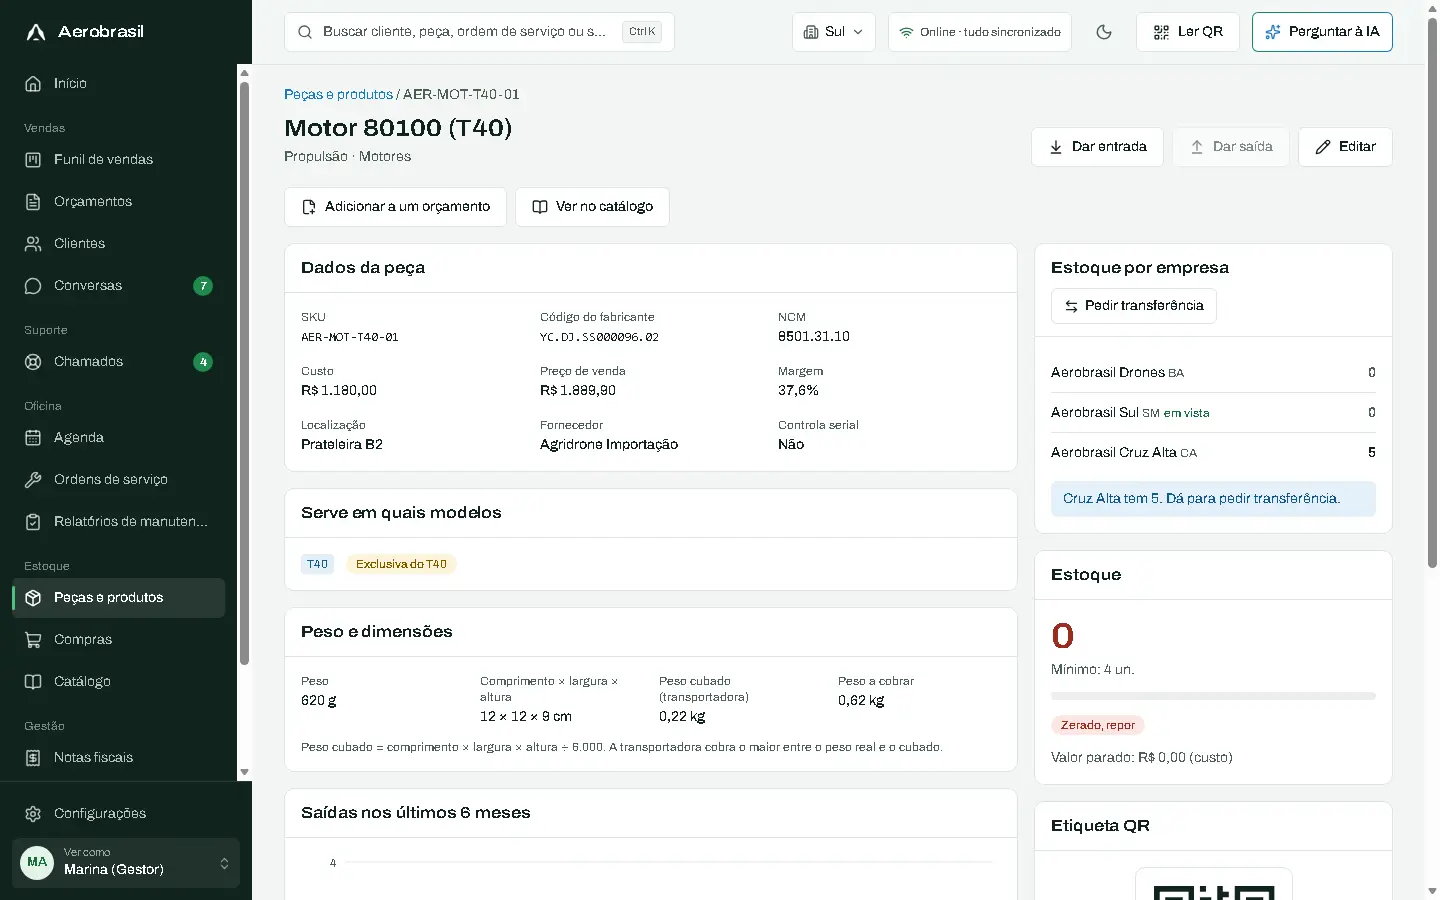 Aerobrasil
Buscar cliente, peça, ordem de serviço ou s...
Ctrl K
Sul
Online · tudo sincronizado
Ler QR
Perguntar à IA
Início
Vendas
Funil de vendas
Orçamentos
Clientes
Conversas
7
Suporte
Chamados
4
Oficina
Agenda
Ordens de serviço
Relatórios de manuten...
Estoque
Peças e produtos
Compras
Catálogo
Gestão
Notas fiscais
Configurações
MA
Ver como
Marina (Gestor)
Peças e produtos / AER-MOT-T40-01
Motor 80100 (T40)
Propulsão · Motores
Dar entrada
Dar saída
Editar
Adicionar a um orçamento
Ver no catálogo
Dados da peça
SKU
AER-MOT-T40-01
Código do fabricante
YC.DJ.SS000096.02
NCM
8501.31.10
Custo
R$ 1.180,00
Preço de venda
R$ 1.889,90
Margem
37,6%
Localização
Prateleira B2
Fornecedor
Agridrone Importação
Controla serial
Não
Serve em quais modelos
T40
Exclusiva do T40
Peso e dimensões
Peso
620 g
Comprimento × largura ×
altura
12 × 12 × 9 cm
Peso cubado
(transportadora)
0,22 kg
Peso a cobrar
0,62 kg
Peso cubado = comprimento × largura × altura ÷ 6.000. A transportadora cobra o maior entre o peso real e o cubado.
Saídas nos últimos 6 meses
4
Estoque por empresa
Pedir transferência
Aerobrasil Drones BA
0
Aerobrasil Sul SM em vista
0
Aerobrasil Cruz Alta CA
5
Cruz Alta tem 5. Dá para pedir transferência.
Estoque
0
Mínimo: 4 un.
Zerado, repor
Valor parado: R$ 0,00 (custo)
Etiqueta QR